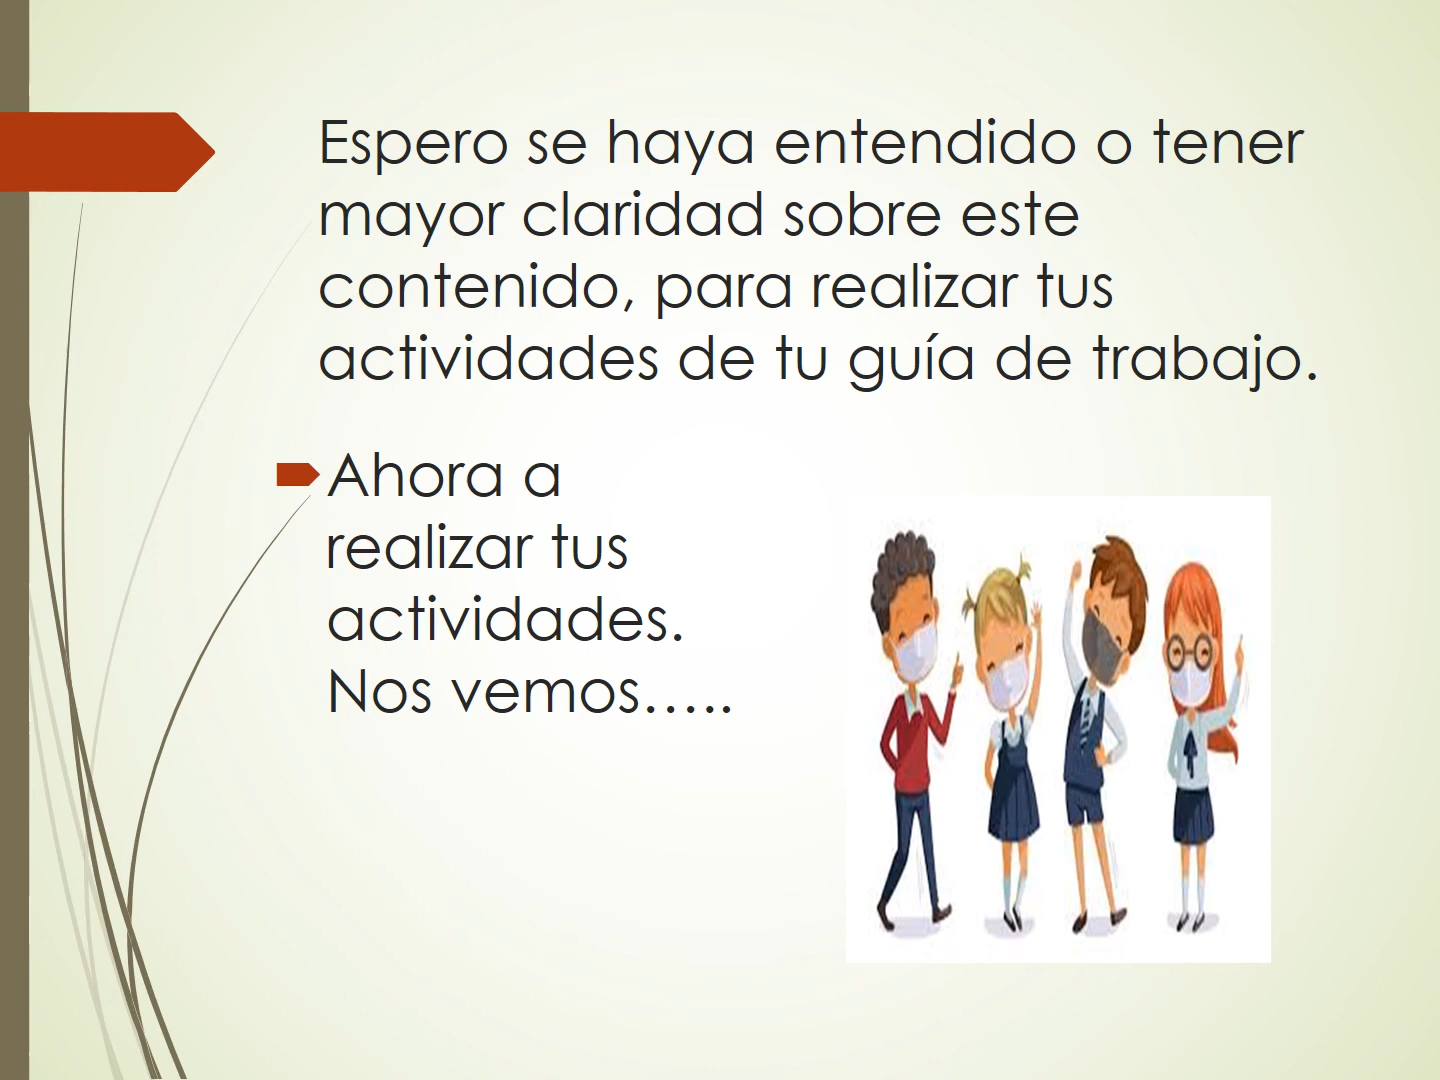 Espero se haya entendido o tener
mayor claridad sobre este
contenido, para realizar tus
actividades de tu guía de trabajo.
Ahora a
realizar tus
actividades.
Nos vemos…..